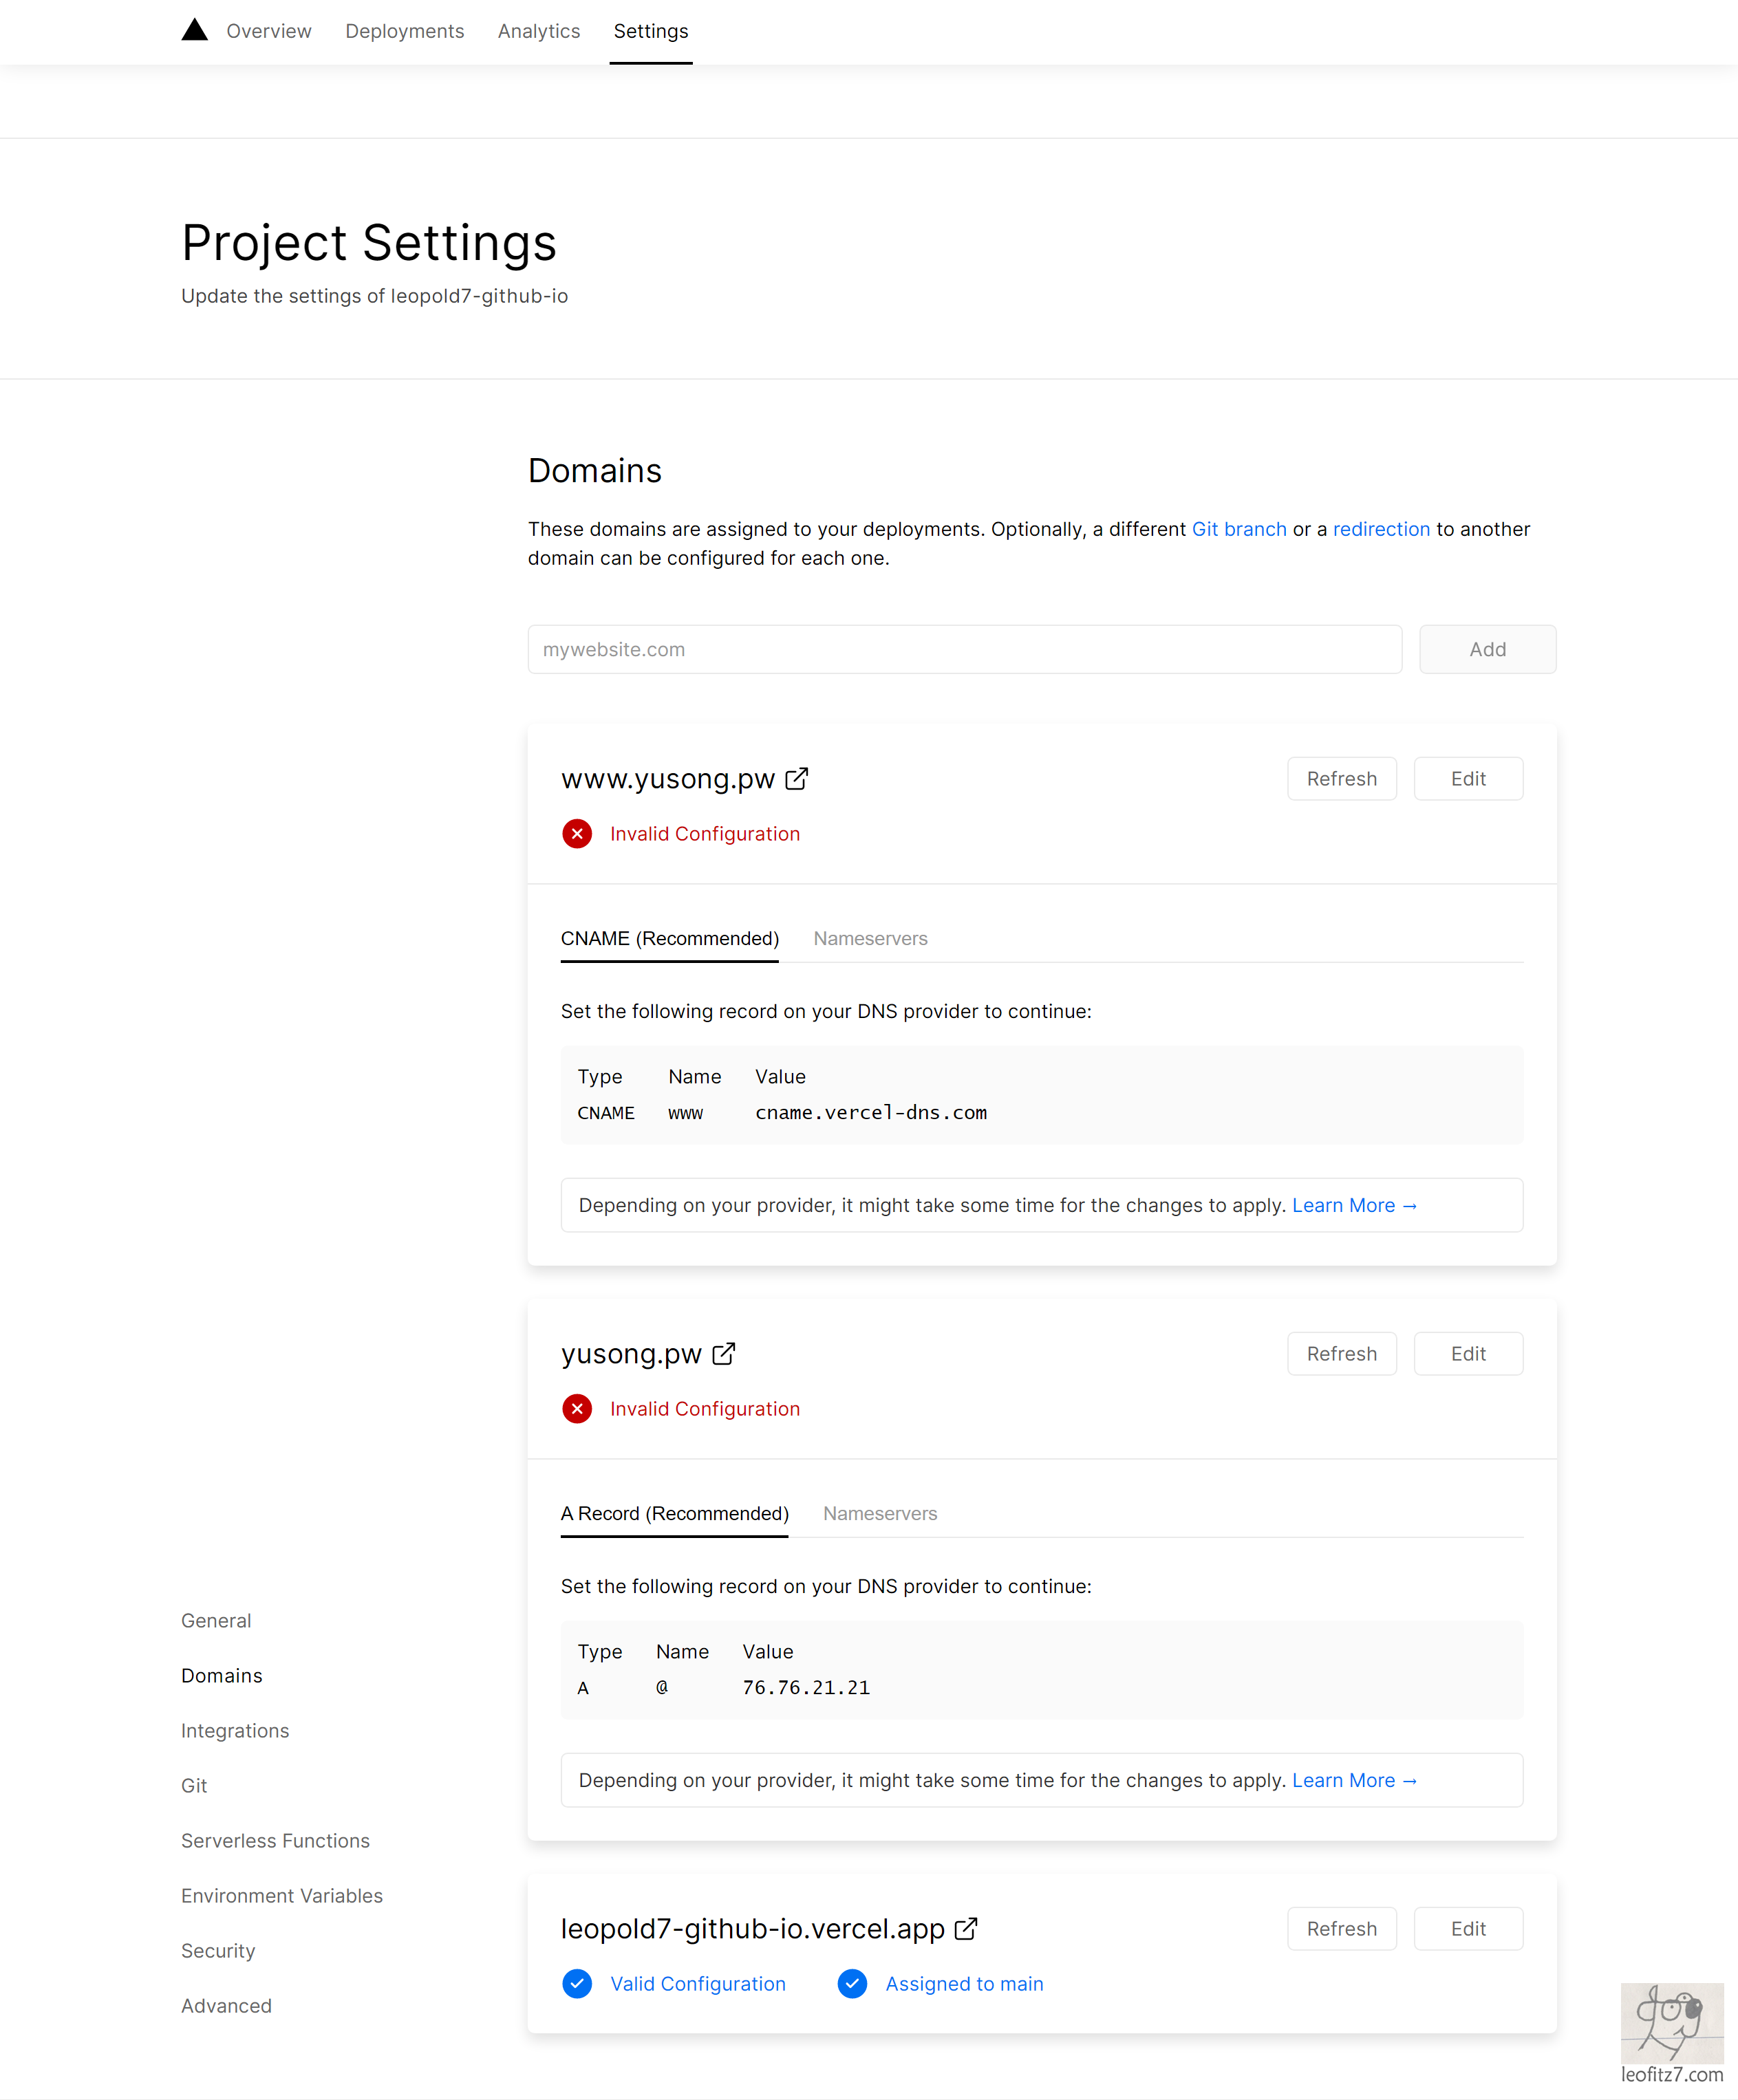 Overview Deployments Analytics Settings
Project Settings
Update the settings of leopold7-github-io
Domains
These domains are assigned to your deployments. Optionally, a different Git branch or a redirection to another
domain can be configured for each one.
mywebsite.com Add
www.yusong.pw Refresh Edit
Invalid Configuration
CNAME (Recommended) Nameservers
Set the following record on your DNS provider to continue:
Type Name Value
CNAME www cname.vercel-dns.com
Depending on your provider, it might take some time for the changes to apply. Learn More →
yusong.pw Refresh Edit
Invalid Configuration
A Record (Recommended) Nameservers
Set the following record on your DNS provider to continue:
Type Name Value
A @ 76.76.21.21
Depending on your provider, it might take some time for the changes to apply. Learn More →
General
Domains
Integrations
Git
Serverless Functions
Environment Variables
Security
Advanced
leopold7-github-io.vercel.app Refresh Edit
Valid Configuration Assigned to main
leofitz7.com